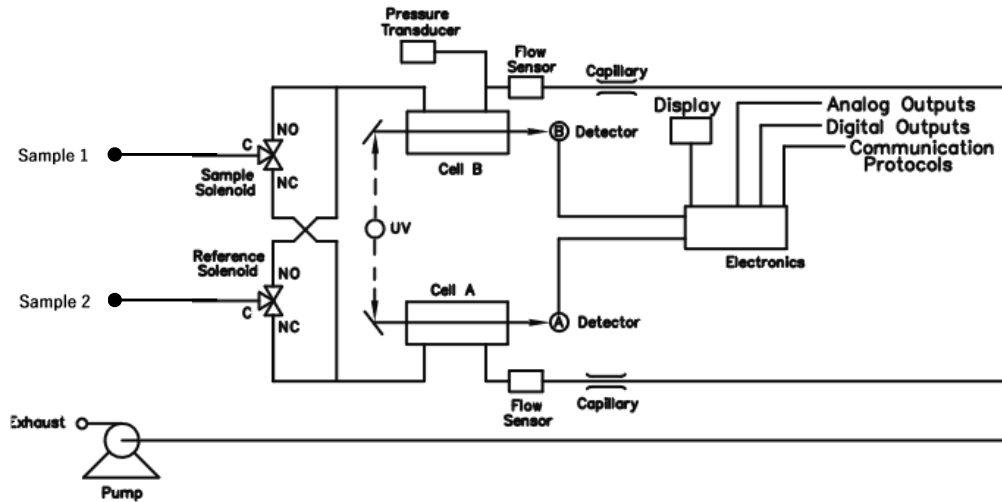 Pressure
Transducer
Flow
Sensor
Capillary
Display
Analog Outputs
Digital Outputs
Communication
Protocols
NO
C
Sample 1
Sample
Solenoid
NC
B
Detector
Cell B
UV
Electronics
Reference
Solenoid
NO
Sample 2
C
NC
Cell A
A
Detector
Flow
Sensor
Capillary
Exhaust
Pump